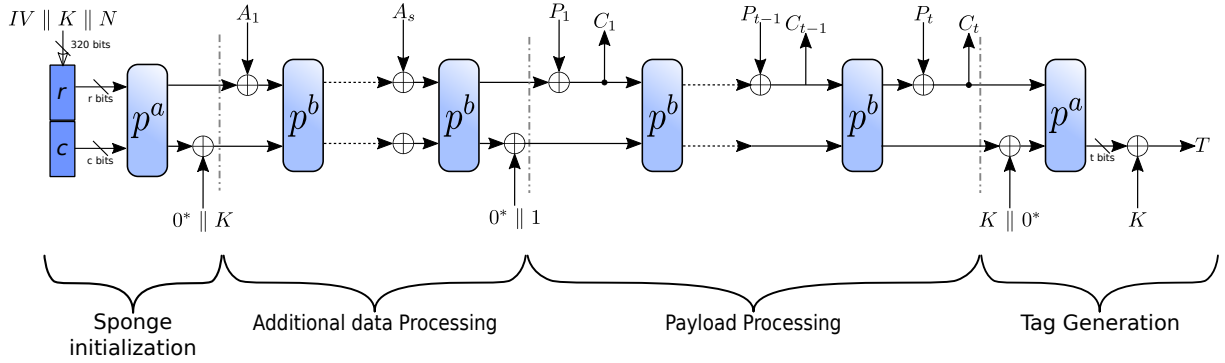 IV ∥ K ∥ N
A_1
A_s
P_1
C_1
P_{t−1}
C_{t−1}
P_t
C_t
320 bits
r
c
r bits
c bits
p^a
p^b
p^b
p^b
p^b
p^a
t bits
T
0* ∥ K
0* ∥ 1
K ∥ 0*
K
Sponge
initialization
Additional data Processing
Payload Processing
Tag Generation